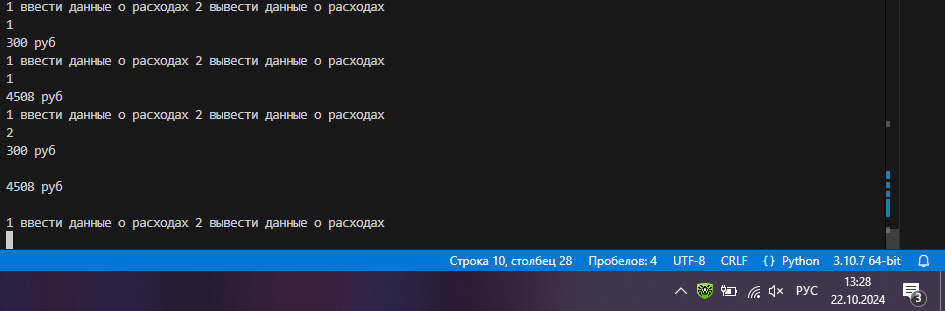 1 ввести данные о расходах 2 вывести данные о расходах
1
300 руб
1 ввести данные о расходах 2 вывести данные о расходах
1
4508 руб
1 ввести данные о расходах 2 вывести данные о расходах
2
300 руб
4508 руб
1 ввести данные о расходах 2 вывести данные о расходах
Строка 10, столбец 28 Пробелов: 4 UTF-8 CRLF {} Python 3.10.7 64-bit
РУС 13:28
22.10.2024 3